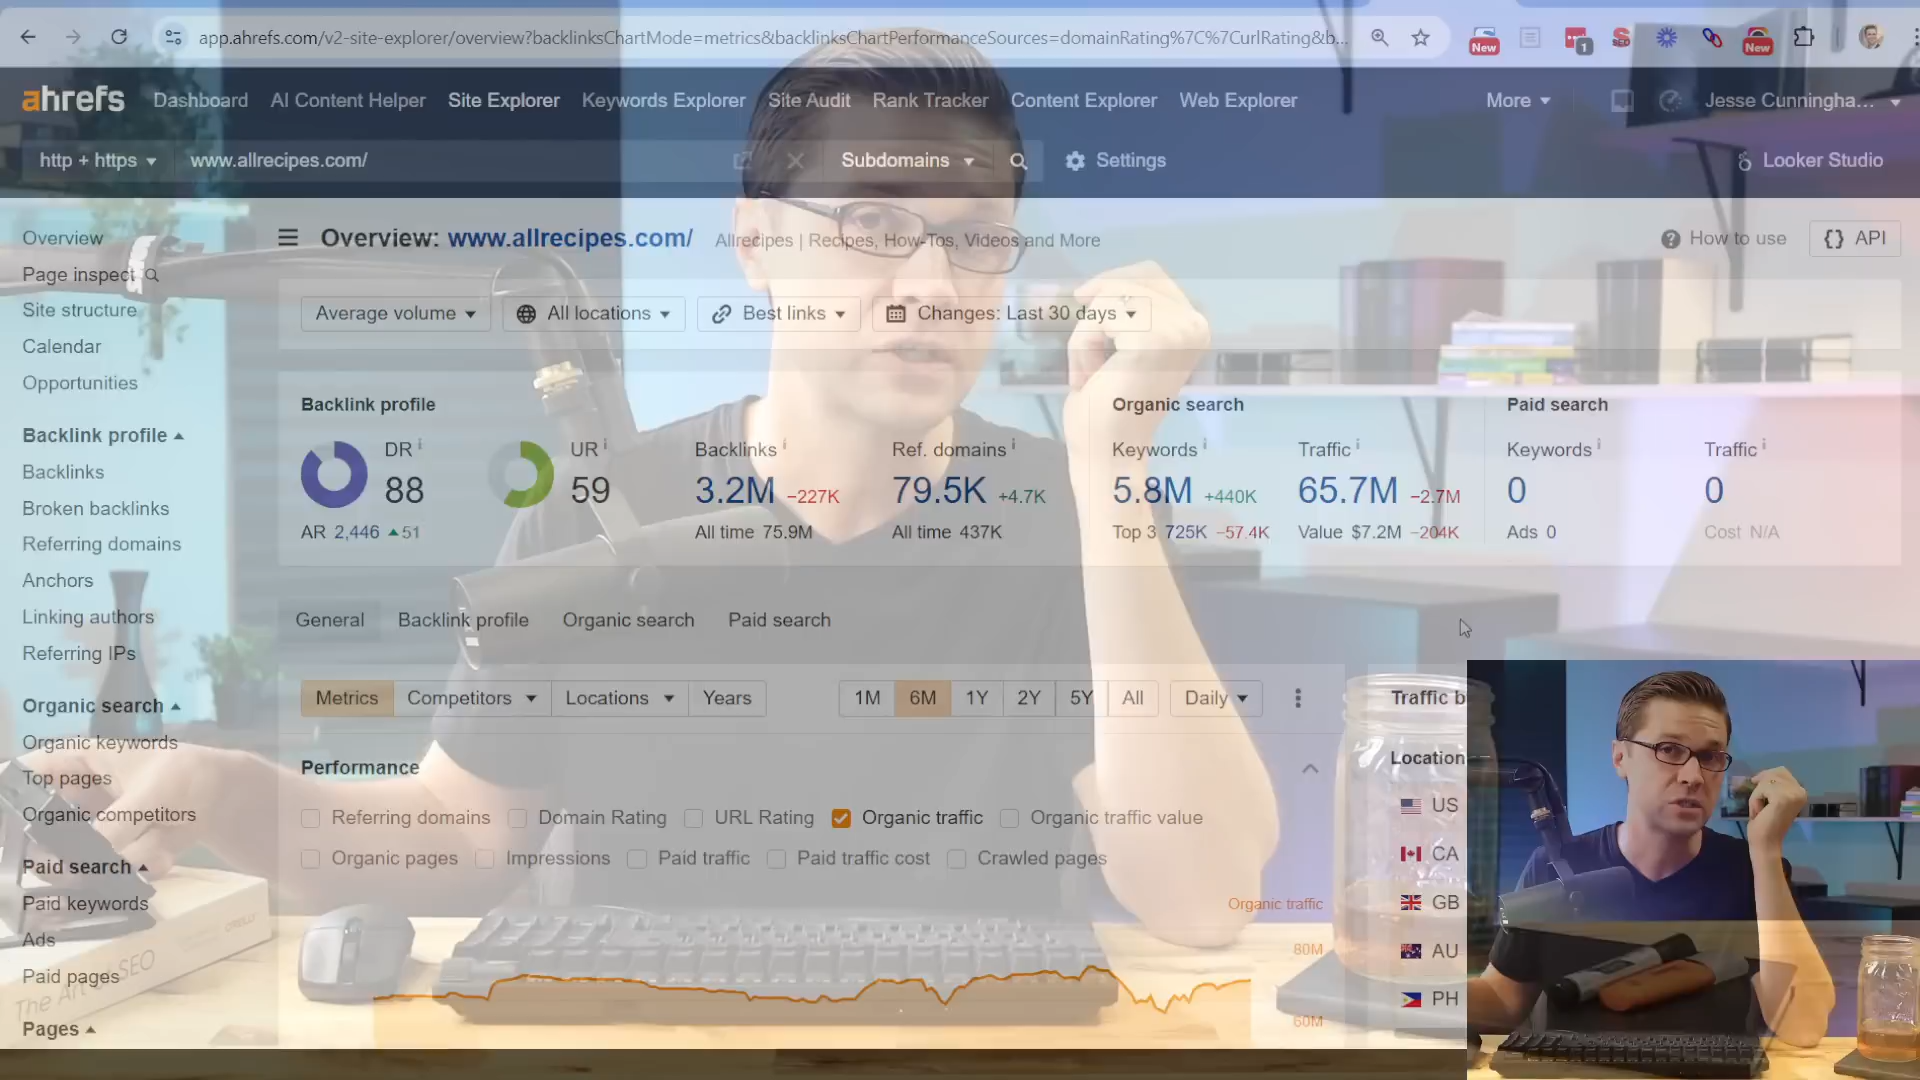 app.ahrefs.com/v2-site-explorer/overview?backlinksChartMode=metrics&backlinksChartPerformanceSources=domainRating%7C%7CurlRating&b...
New
1
New
ahrefs Dashboard AI Content Helper Site Explorer Keywords Explorer Site Audit Rank Tracker Content Explorer Web Explorer More Jesse Cunningha...
http + https www.allrecipes.com/ Subdomains Settings Looker Studio
Overview
Page inspect
Site structure
Calendar
Opportunities
Backlink profile
Backlinks
Broken backlinks
Referring domains
Anchors
Linking authors
Referring IPs
Organic search
Organic keywords
Top pages
Organic competitors
Paid search
Paid keywords
Ads
Paid pages
Pages
Overview: www.allrecipes.com/ Allrecipes | Recipes, How-Tos, Videos and More How to use {} API
Average volume All locations Best links Changes: Last 30 days
Backlink profile
DR
88
AR 2,446 51
UR
59
Backlinks
3.2M -227K
All time 75.9M
Ref. domains
79.5K +4.7K
All time 437K
Organic search
Keywords
5.8M +440K
Top 3 725K -57.4K
Traffic
65.7M -2.7M
Value $7.2M -204K
Paid search
Keywords
0
Ads 0
Traffic
0
Cost N/A
General Backlink profile Organic search Paid search
Metrics Competitors Locations Years 1M 6M 1Y 2Y 5Y All Daily
Performance
Referring domains Domain Rating URL Rating Organic traffic Organic traffic value
Organic pages Impressions Paid traffic Paid traffic cost Crawled pages
Organic traffic
80M
60M
Traffic b
Location
US
CA
GB
AU
PH
The Art of SEO
O'REILLY